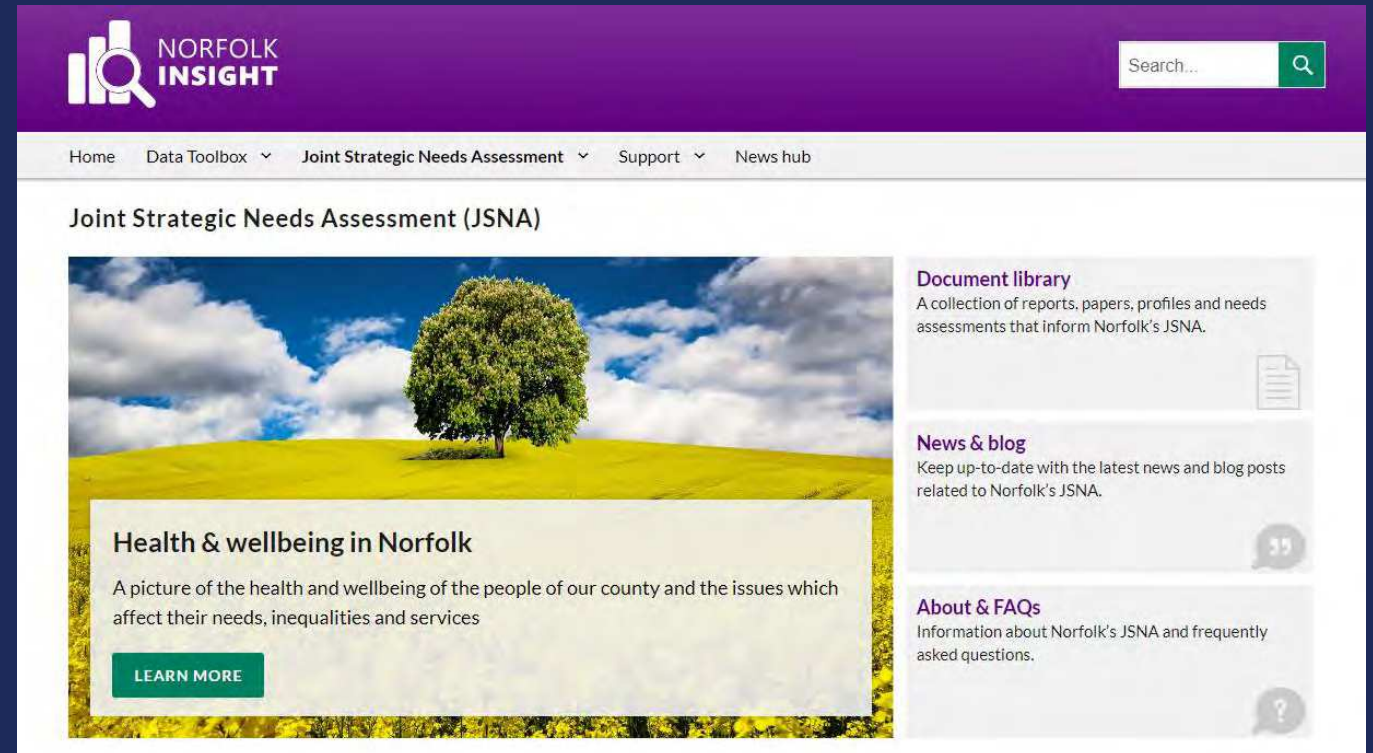 NORFOLK
INSIGHT
Search...
Home Data Toolbox Joint Strategic Needs Assessment Support News hub
Joint Strategic Needs Assessment (JSNA)
Health & wellbeing in Norfolk
A picture of the health and wellbeing of the people of our county and the issues which
affect their needs, inequalities and services
LEARN MORE
Document library
A collection of reports, papers, profiles and needs
assessments that inform Norfolk's JSNA.
News & blog
Keep up-to-date with the latest news and blog posts
related to Norfolk's JSNA.
About & FAQs
Information about Norfolk's JSNA and frequently
asked questions.